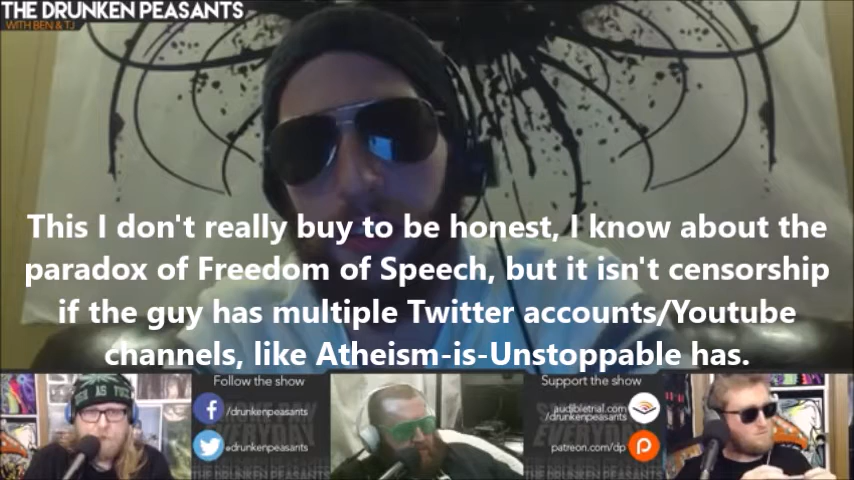 THE DRUNKEN PEASANTS
WITH BEN & TJ
This I don't really buy to be honest, I know about the
paradox of Freedom of Speech, but it isn't censorship
if the guy has multiple Twitter accounts/Youtube
channels, like Atheism-is-Unstoppable has.
Follow the show
/drunkenpeasants
@drunkenpeasants
Support the show
audibletrial.com
/drunkenpeasants
patreon.com/dp